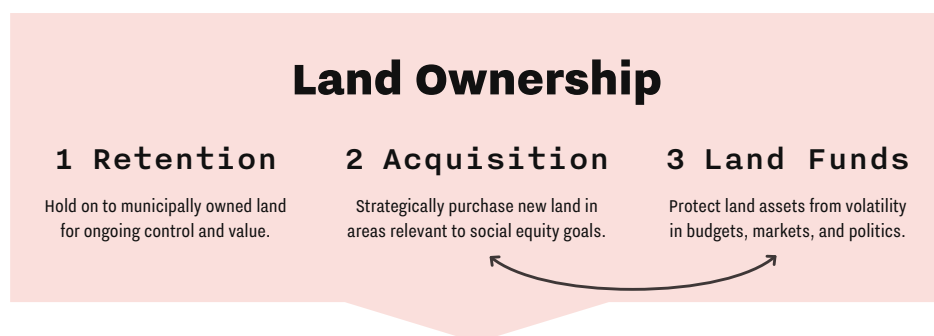 Land Ownership
1 Retention
Hold on to municipally owned land
for ongoing control and value.
2 Acquisition
Strategically purchase new land in
areas relevant to social equity goals.
3 Land Funds
Protect land assets from volatility
in budgets, markets, and politics.